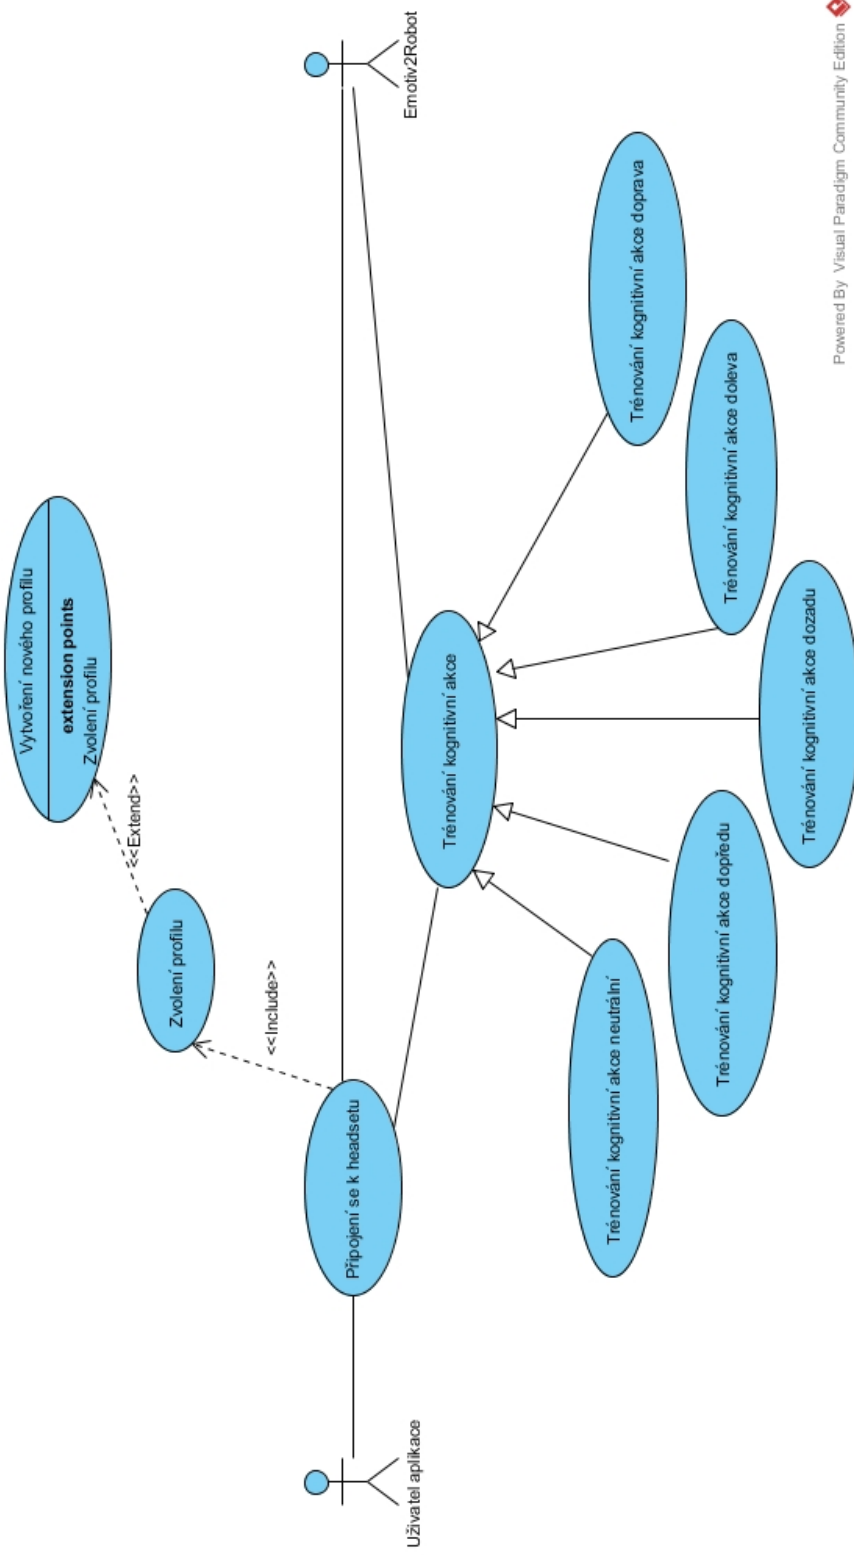 Vytvoření nového profilu
extension points
Zvolení profilu
<<Extend>>
Zvolení profilu
<<Include>>
Připojení se k headsetu
Uživatel aplikace
Emotiv2Robot
Trénování kognitivní akce
Trénování kognitivní akce neutrální
Trénování kognitivní akce dopředu
Trénování kognitivní akce dozadu
Trénování kognitivní akce doleva
Trénování kognitivní akce doprava
Powered By Visual Paradigm Community Edition